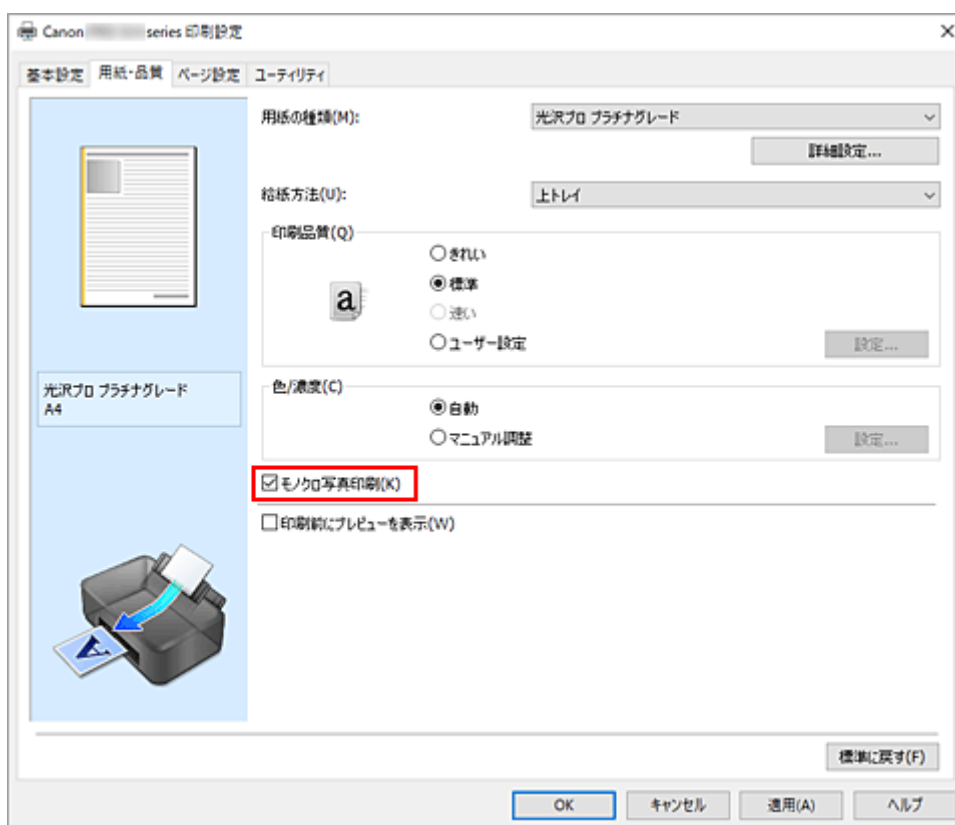 Canon series 印刷設定
基本設定 用紙・品質 ページ設定 ユーティリティ
用紙の種類(M): 光沢プロ プラチナグレード
詳細設定...
給紙方法(U): 上トレイ
印刷品質(Q)
きれい
a 標準
速い
ユーザー設定 設定...
光沢プロ プラチナグレード
A4
色/濃度(C)
自動
マニュアル調整 設定...
モノクロ写真印刷(K)
印刷前にプレビューを表示(W)
A
標準に戻す(F)
OK キャンセル 適用(A) ヘルプ